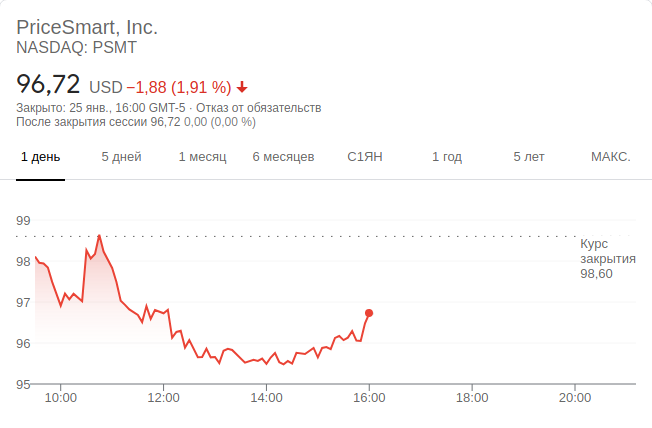 PriceSmart, Inc.
NASDAQ: PSMT
96,72 USD −1,88 (1,91 %)
Закрыто: 25 янв., 16:00 GMT-5 · Отказ от обязательств
После закрытия сессии 96,72 0,00 (0,00 %)
1 день 5 дней 1 месяц 6 месяцев С1ЯН 1 год 5 лет МАКС.
99
Курс
закрытия
98,60
98
97
96
95
10:00 12:00 14:00 16:00 18:00 20:00